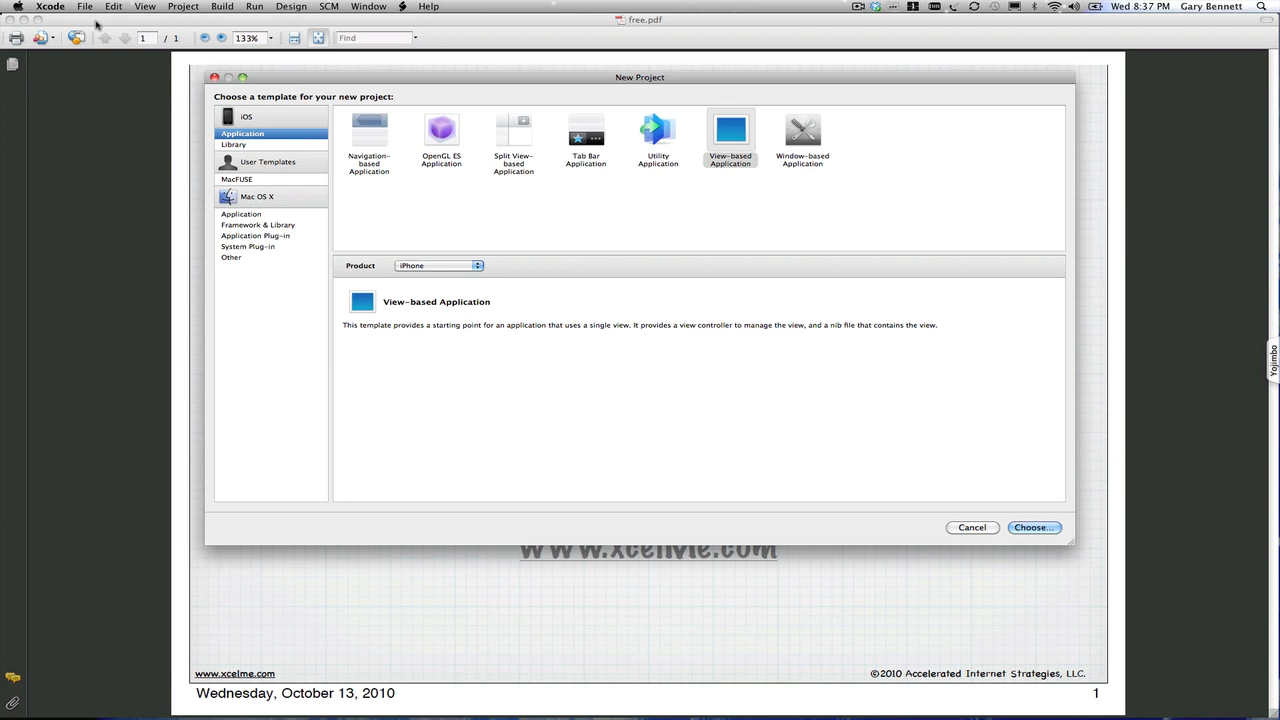 Xcode File Edit View Project Build Run Design SCM Window Help Wed 8:37 PM Gary Bennett
free.pdf
1 / 1 133% Find
New Project
Choose a template for your new project:
iOS
Application
Library
User Templates
MacFUSE
Mac OS X
Application
Framework & Library
Application Plug-in
System Plug-in
Other
Navigation-
based
Application
OpenGL ES
Application
Split View-
based
Application
Tab Bar
Application
Utility
Application
View-based
Application
Window-based
Application
Product iPhone
View-based Application
This template provides a starting point for an application that uses a single view. It provides a view controller to manage the view, and a nib file that contains the view.
Cancel Choose...
Yojimbo
www.xcelme.com
www.xcelme.com ©2010 Accelerated Internet Strategies, LLC.
Wednesday, October 13, 2010 1